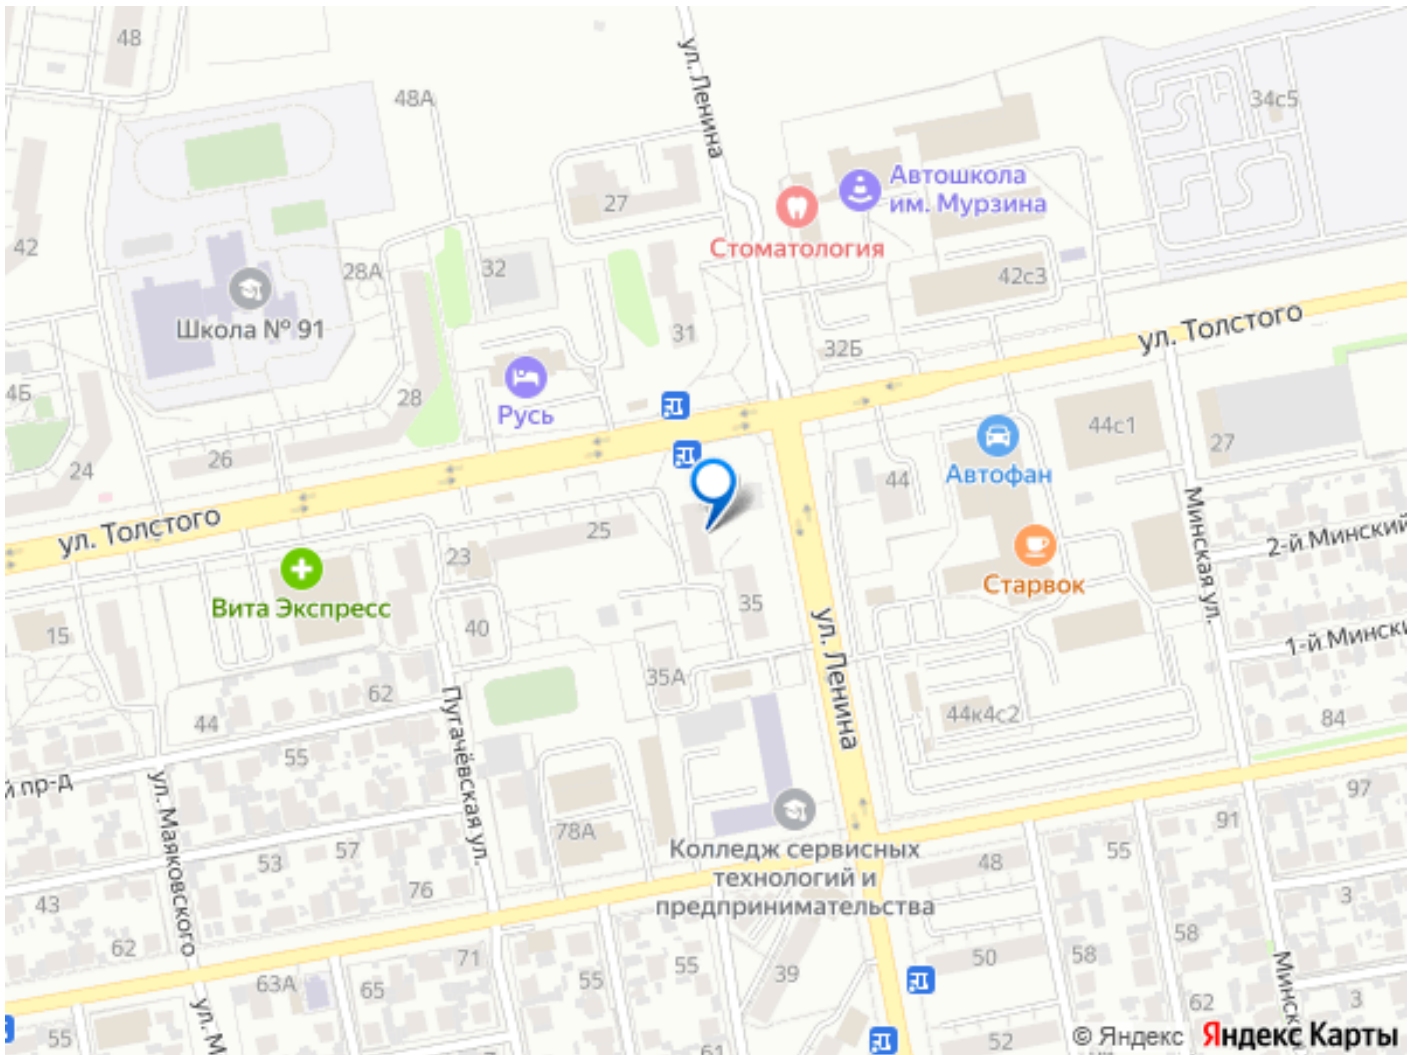 48
48А
ул. Ленина
34с5
Автошкола
им. Мурзина
27
Стоматология
42
28А
32
42с3
Школа № 91
31
32Б
ул. Толстого
4Б
28
Русь
44с1
27
24
26
Автофан
44
ул. Толстого
25
Минская ул.
2-й Минский
23
Старвок
Вита Экспресс
35
15
40
ул. Ленина
1-й Мински
35А
62
44
Пугачёвская ул.
44к4с2
84
55
й пр-д
ул. Маяковского
97
78А
91
Колледж сервисных
технологий и
предпринимательства
57
53
48
55
76
43
3
62
58
71
50
58
55
55
39
63А
65
62
3
Минск
ул. М
55
61
52
© Яндекс
Яндекс Карты